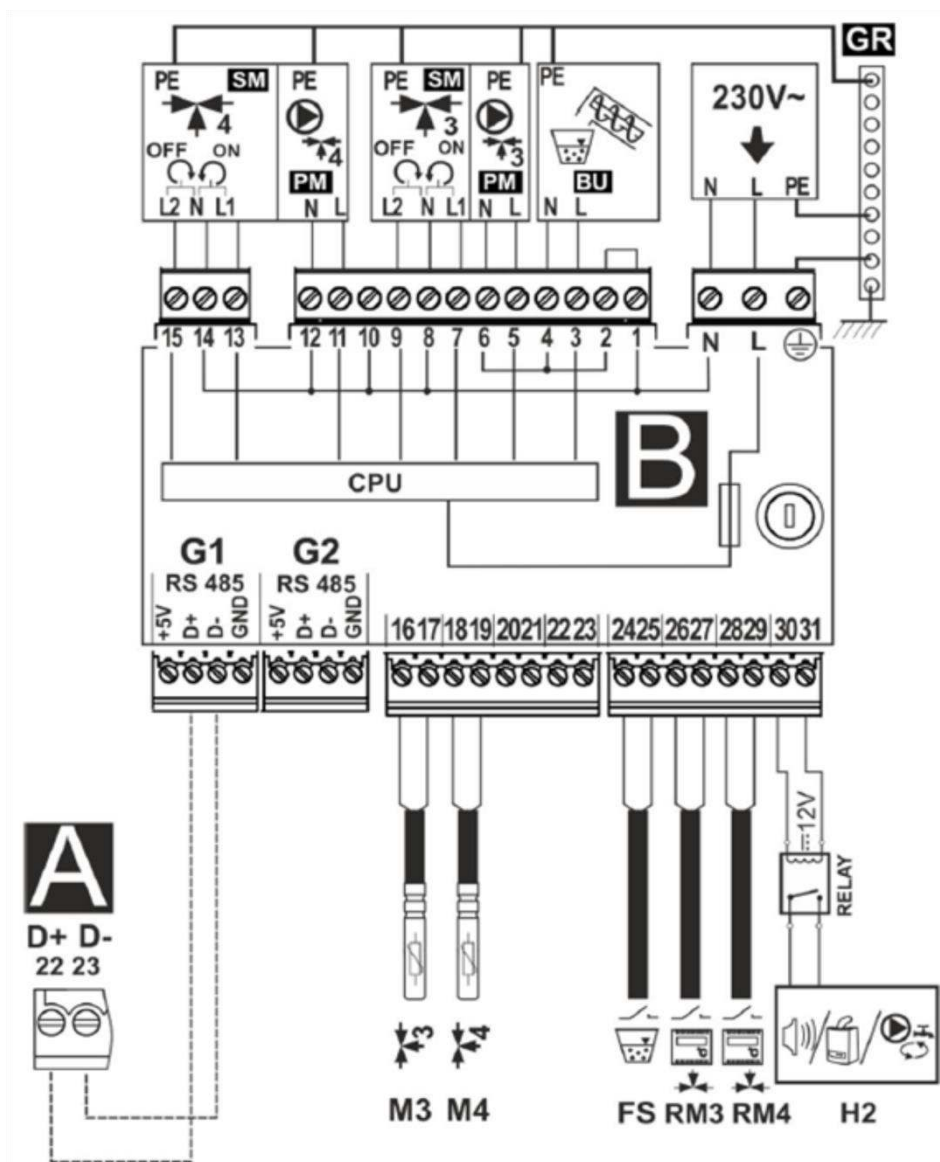 GR
PE SM PE PE SM PE PE 230V~
4 3
OFF ON 4 OFF ON 3
PM PM BU N L PE
L2 N L1 N L L2 N L1 N L N L
15 14 13 12 11 10 9 8 7 6 5 4 3 2 1 N L
B
CPU
G1 G2
RS 485 RS 485
+5V D+ D- GND +5V D+ D- GND
16 17 18 19 20 21 22 23 24 25 26 27 28 29 30 31
12V
RELAY
A
D+ D-
22 23
3 4
M3 M4 FS RM3 RM4 H2